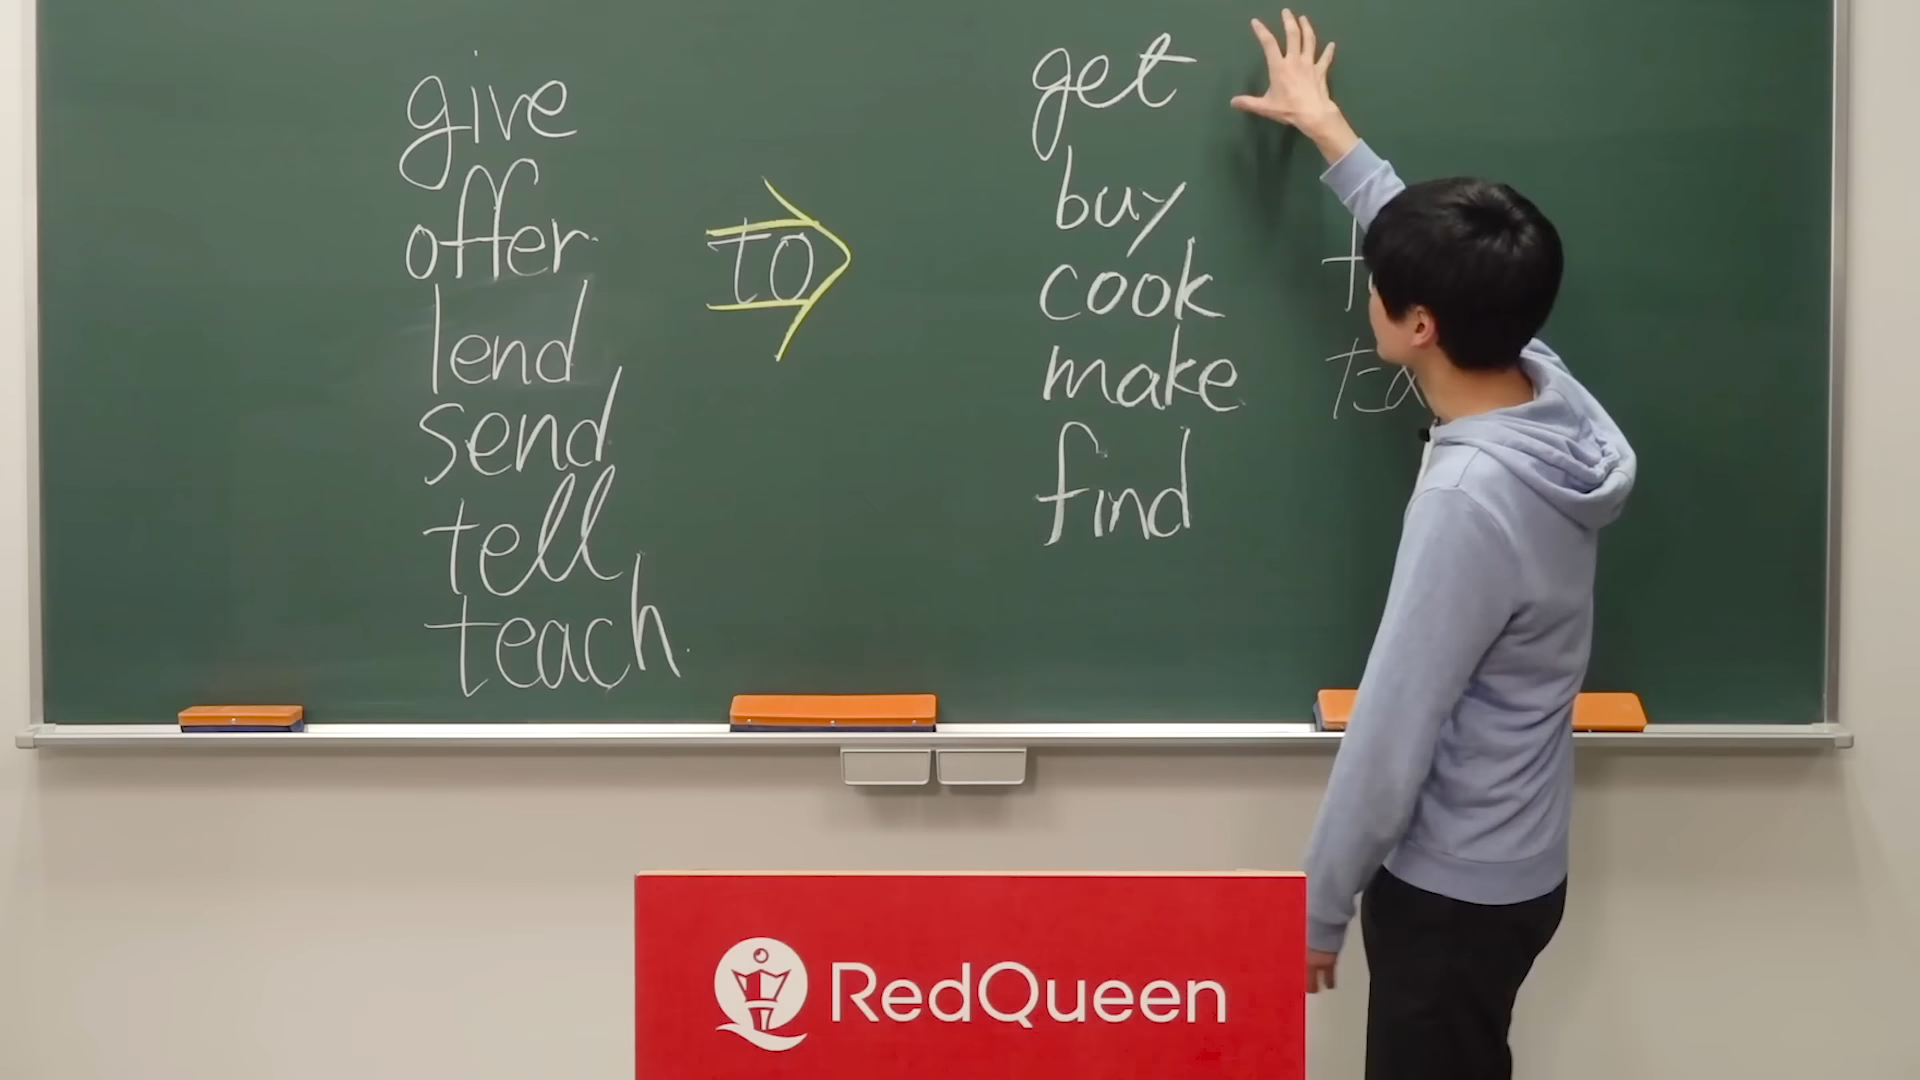 give
offer
lend
send
tell
teach
to
get
buy
cook
make
find
RedQueen